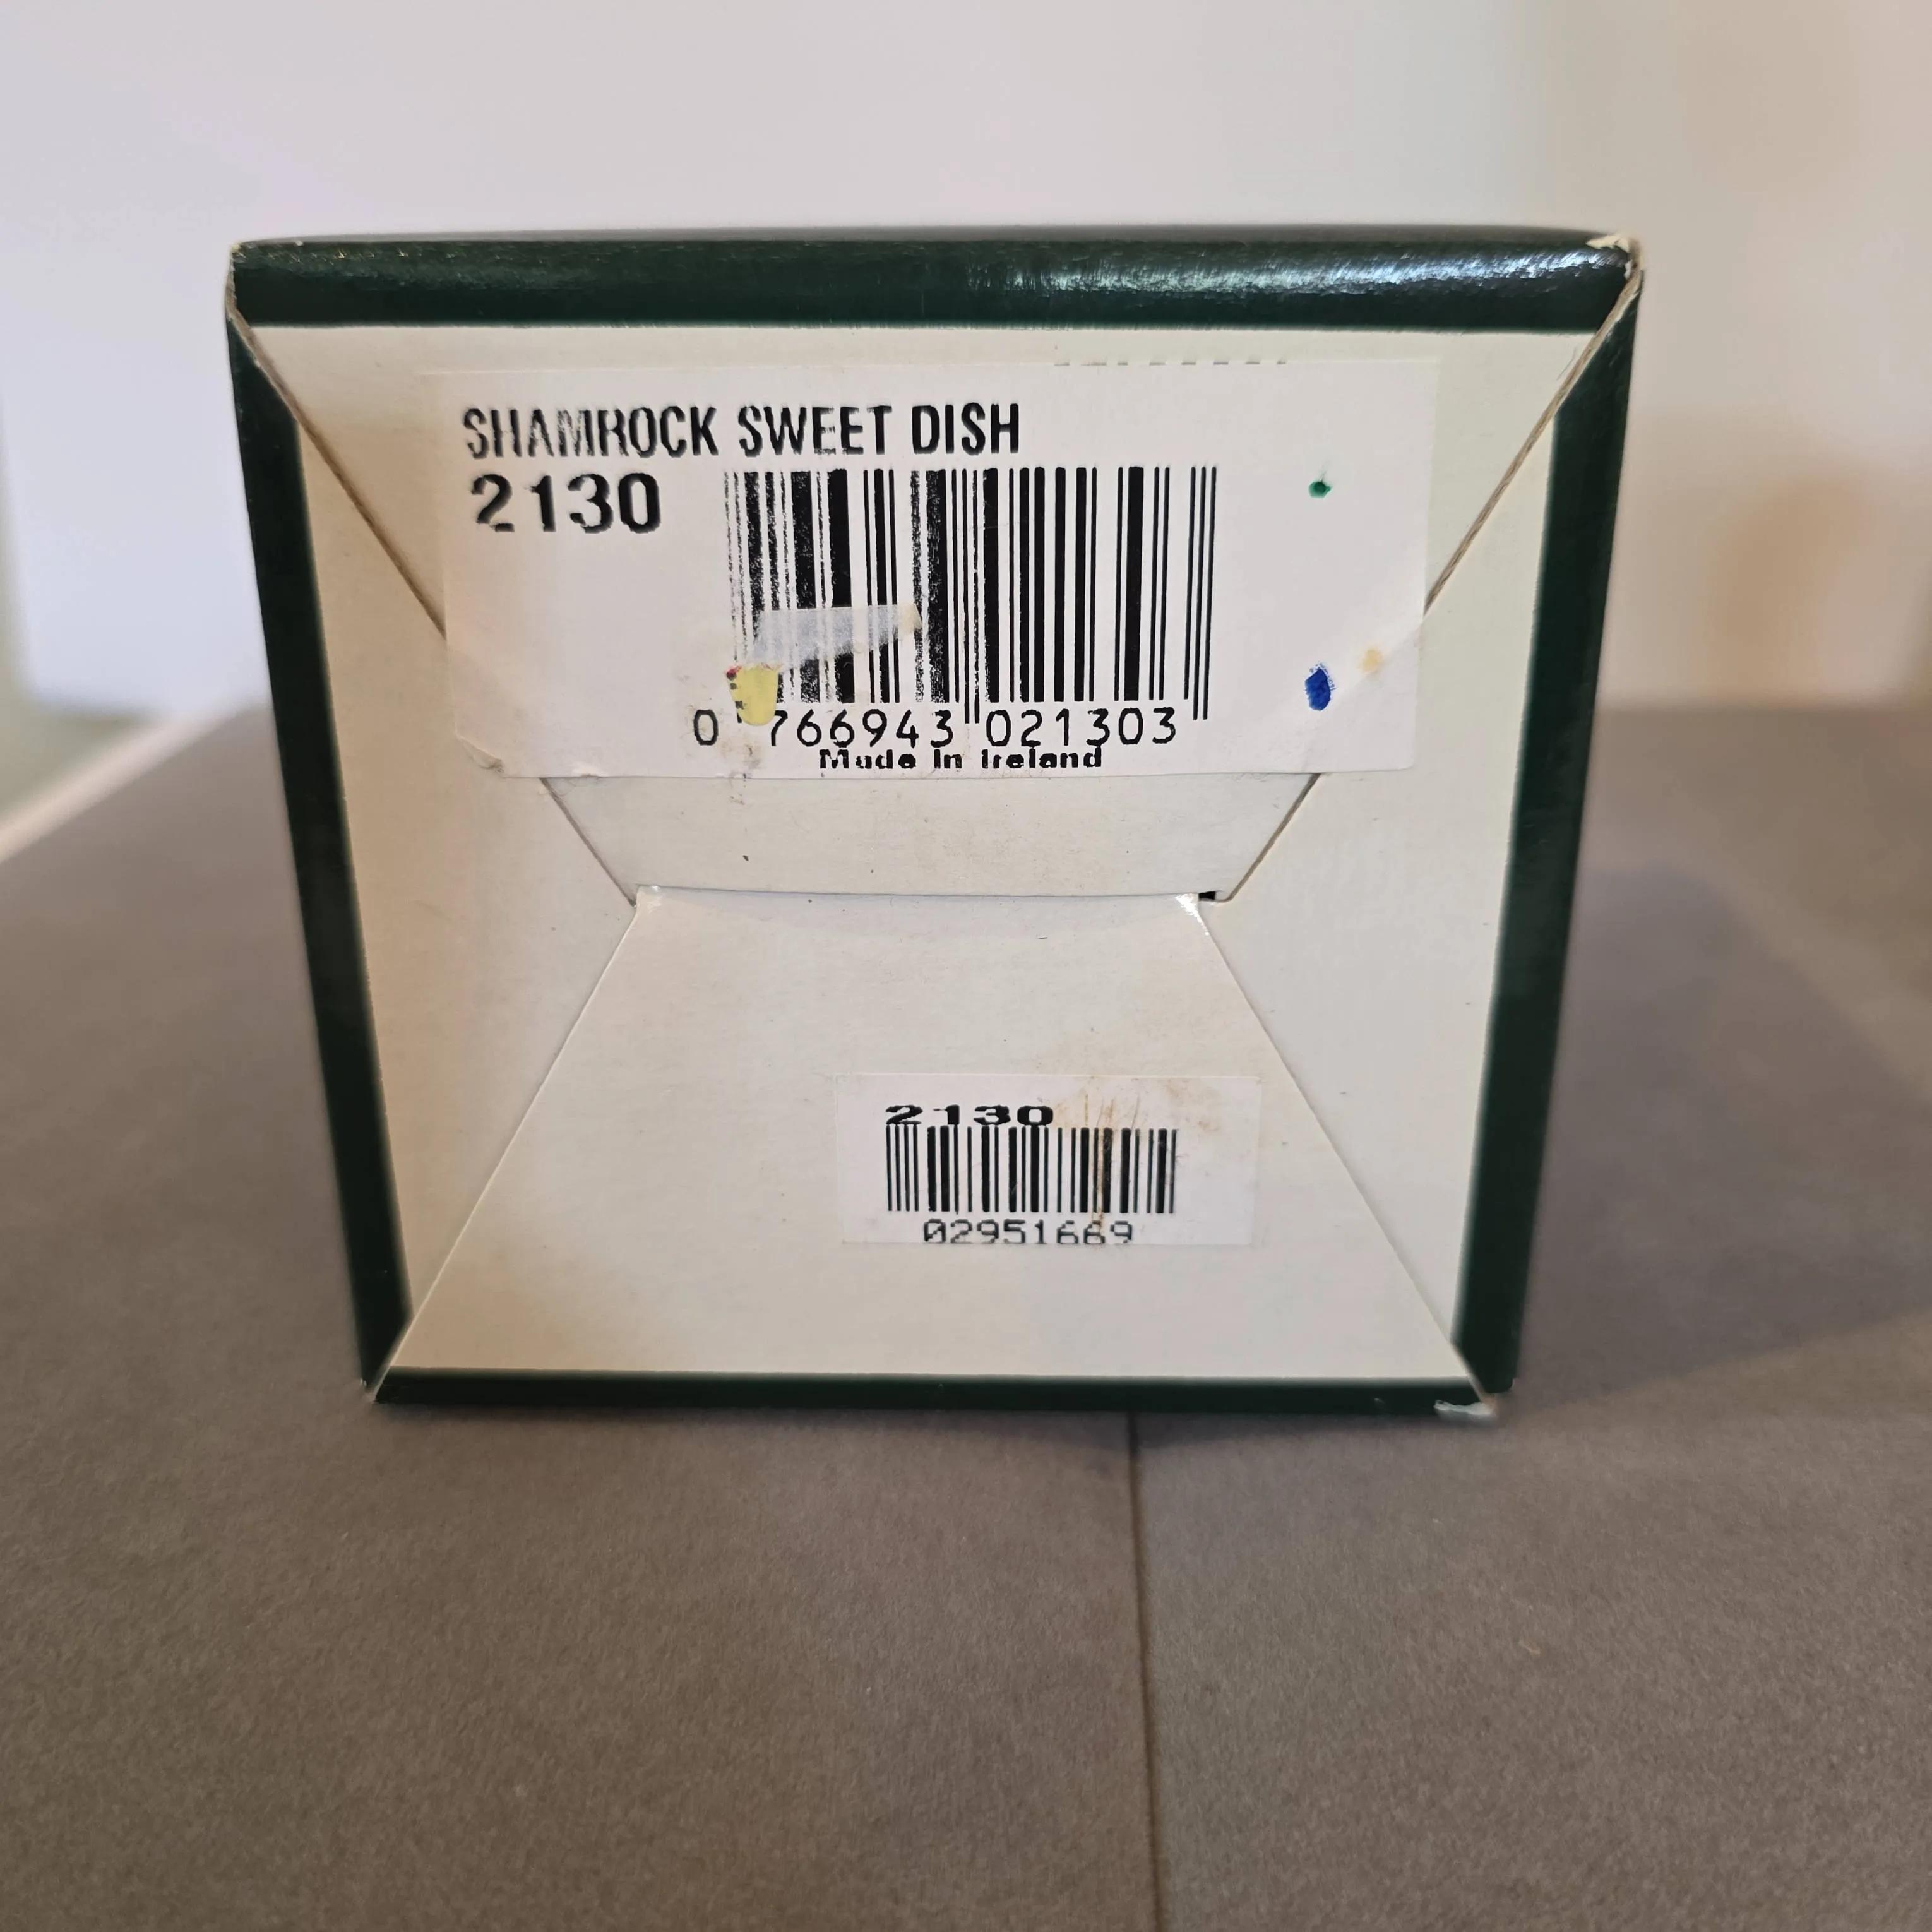 SHAMROCK SWEET DISH
2130
0 766943 021303
Made In Ireland
2130
02951669